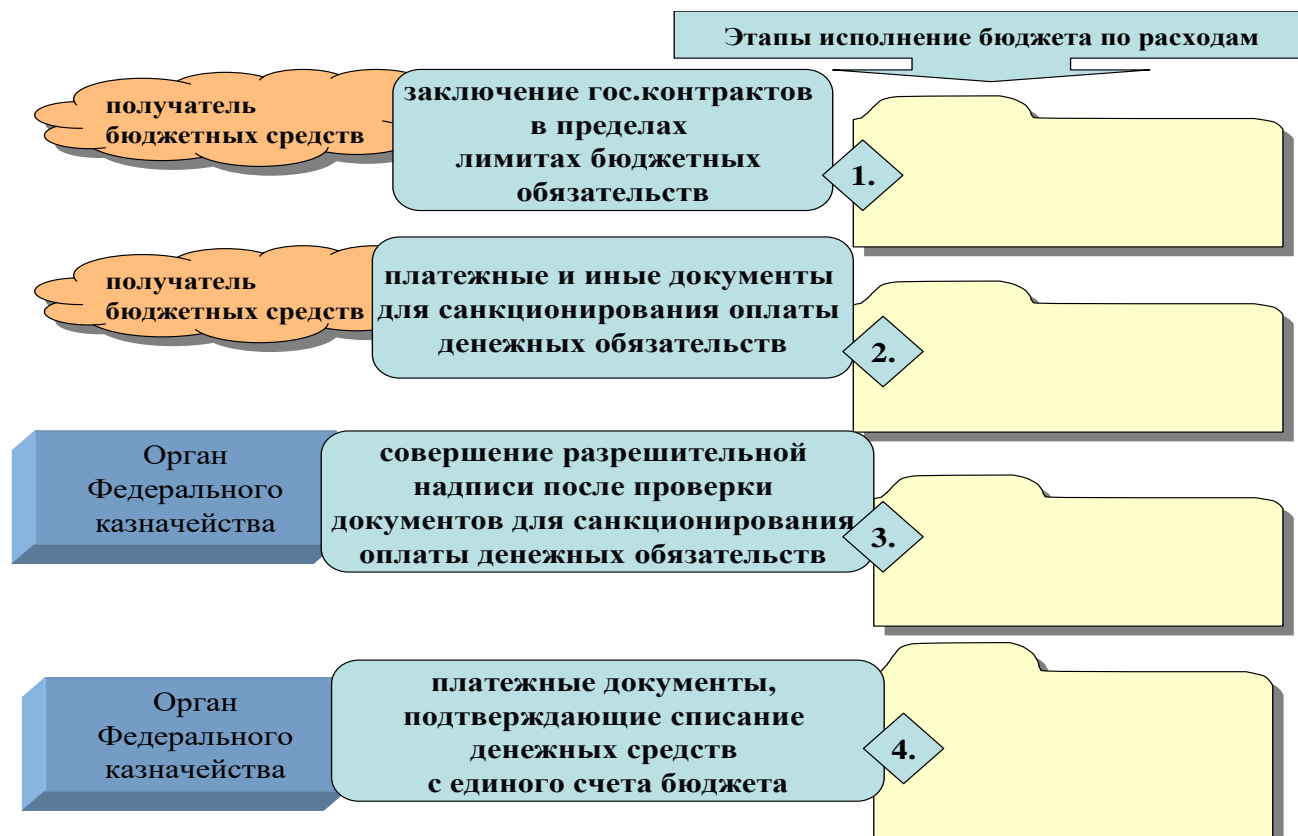 Этапы исполнение бюджета по расходам
получатель
бюджетных средств
заключение гос.контрактов
в пределах
лимитах бюджетных
обязательств
1.
получатель
бюджетных средств
платежные и иные документы
для санкционирования оплаты
денежных обязательств
2.
Орган
Федерального
казначейства
совершение разрешительной
надписи после проверки
документов для санкционирования
оплаты денежных обязательств
3.
Орган
Федерального
казначейства
платежные документы,
подтверждающие списание
денежных средств
с единого счета бюджета
4.